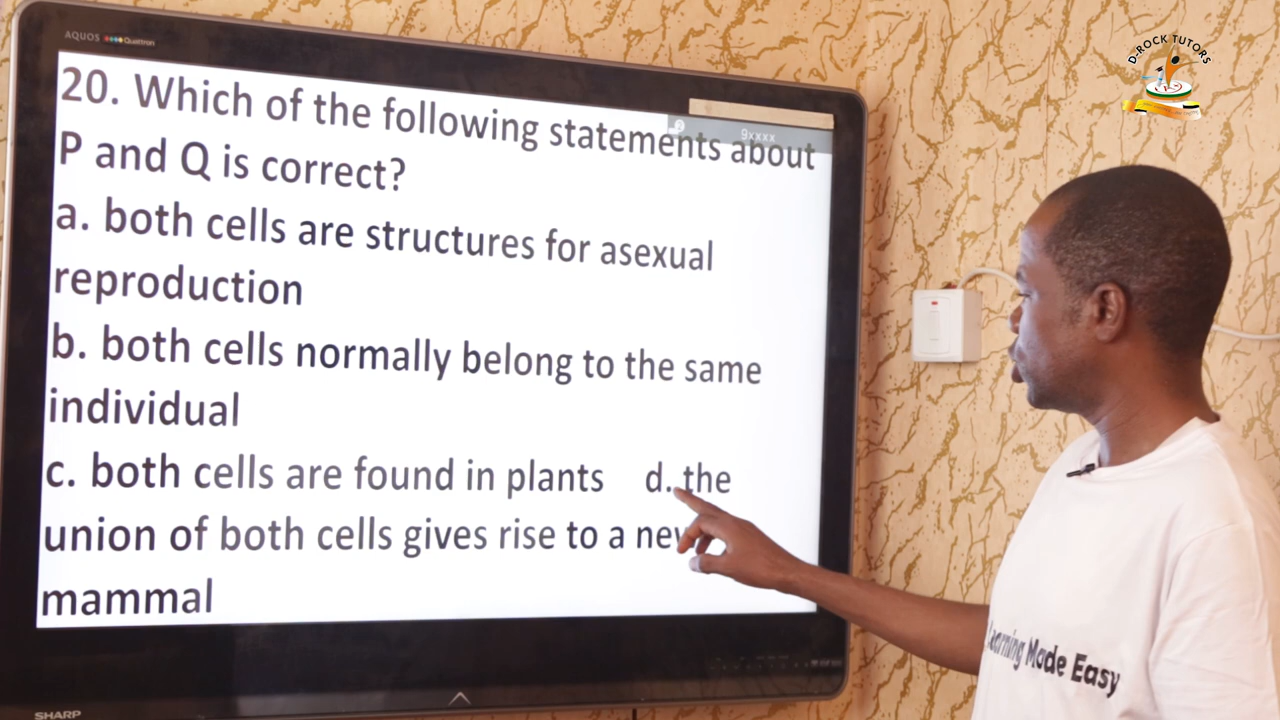 AQUOS Quattron
D-ROCK TUTORS
9xxxx
20. Which of the following statements about
P and Q is correct?
a. both cells are structures for asexual
reproduction
b. both cells normally belong to the same
individual
c. both cells are found in plants d. the
union of both cells gives rise to a new
mammal
Learning Made Easy
SHARP